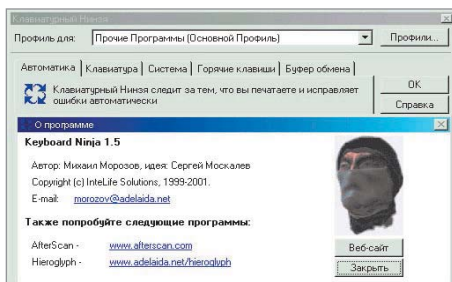 Клавиатурный Ниндзя
Профиль для: Прочие Программы (Основной Профиль) Профили...
Автоматика Клавиатура Система Горячие клавиши Буфер обмена
Клавиатурный Ниндзя следит за тем, что вы печатаете и исправляет
ошибки автоматически
OK
Справка
О программе
Keyboard Ninja 1.5
Автор: Михаил Морозов, идея: Сергей Москалев
Copyright (c) InteLife Solutions, 1999-2001.
E-mail: morozov@adelaida.net
Также попробуйте следующие программы:
AfterScan - www.afterscan.com
Hieroglyph - www.adelaida.net/hieroglyph
Веб-сайт
Закрыть